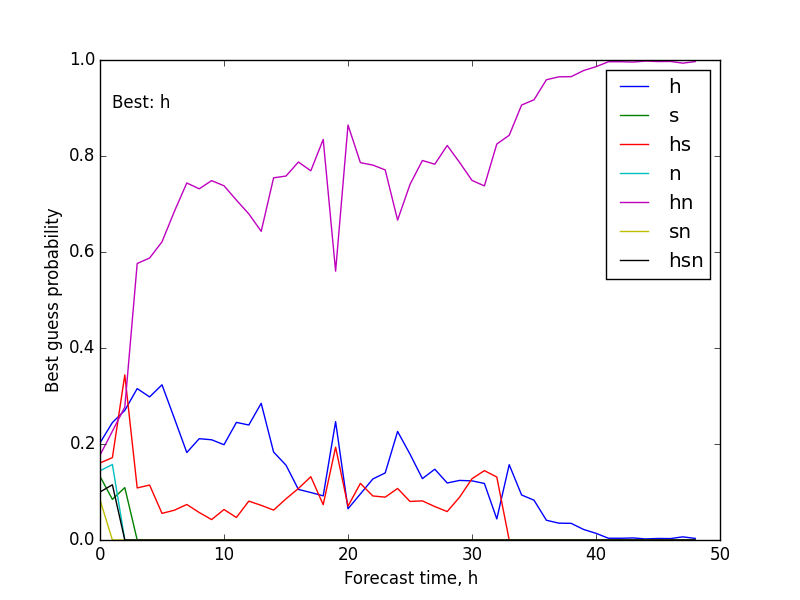 1.0
0.8
0.6
0.4
0.2
0.0
Best guess probability
Best: h
h
s
hs
n
hn
sn
hsn
0 10 20 30 40 50
Forecast time, h